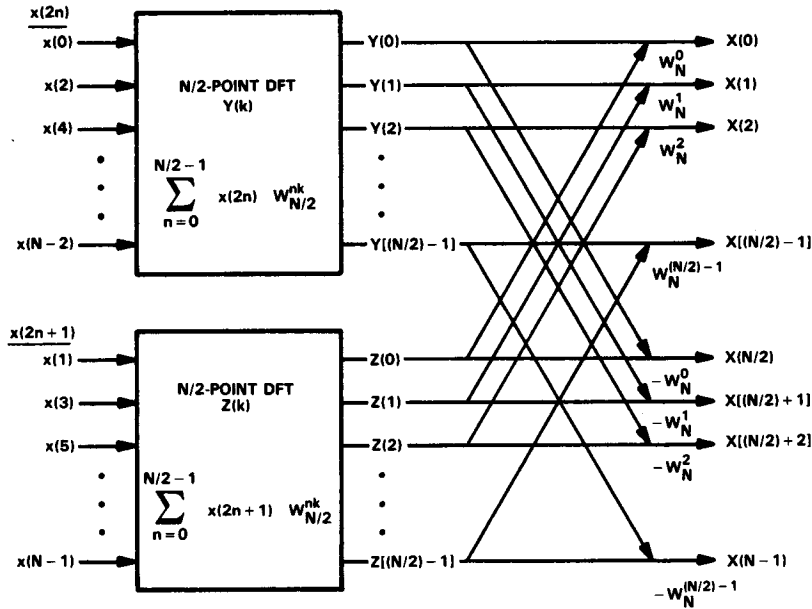 x(2n)
x(0)
x(2)
x(4)
x(N−2)
N/2-POINT DFT
Y(k)
N/2−1
∑ x(2n) W_{N/2}^{nk}
n=0
Y(0)
Y(1)
Y(2)
Y[(N/2)−1]
X(0)
W_N^0
X(1)
W_N^1
X(2)
W_N^2
X[(N/2)−1]
W_N^{(N/2)−1}
x(2n+1)
x(1)
x(3)
x(5)
x(N−1)
N/2-POINT DFT
Z(k)
N/2−1
∑ x(2n+1) W_{N/2}^{nk}
n=0
Z(0)
Z(1)
Z(2)
Z[(N/2)−1]
X(N/2)
−W_N^0
X[(N/2)+1]
−W_N^1
X[(N/2)+2]
−W_N^2
X(N−1)
−W_N^{(N/2)−1}